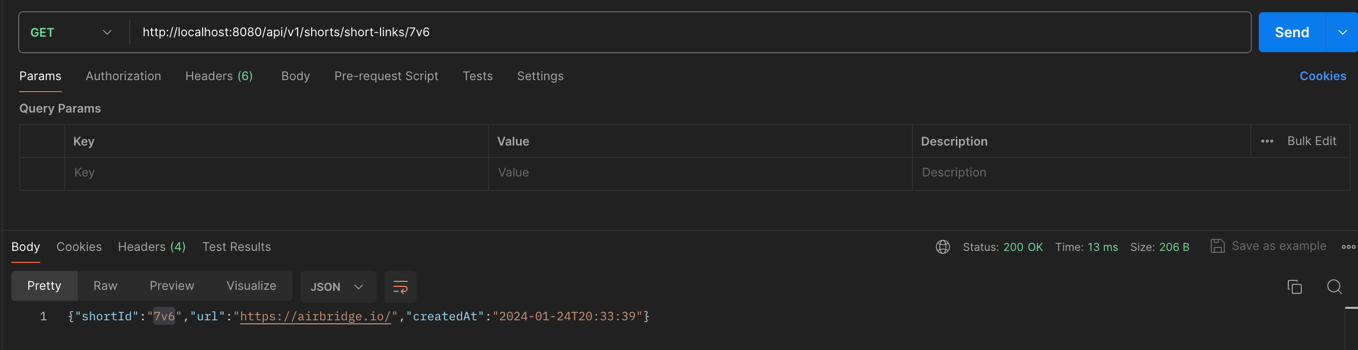 GET http://localhost:8080/api/v1/shorts/short-links/7v6 Send
Params Authorization Headers (6) Body Pre-request Script Tests Settings Cookies
Query Params
Key Value Description ••• Bulk Edit
Key Value Description
Body Cookies Headers (4) Test Results Status: 200 OK Time: 13 ms Size: 206 B Save as example
Pretty Raw Preview Visualize JSON
1 {"shortId":"7v6","url":"https://airbridge.io/","createdAt":"2024-01-24T20:33:39"}